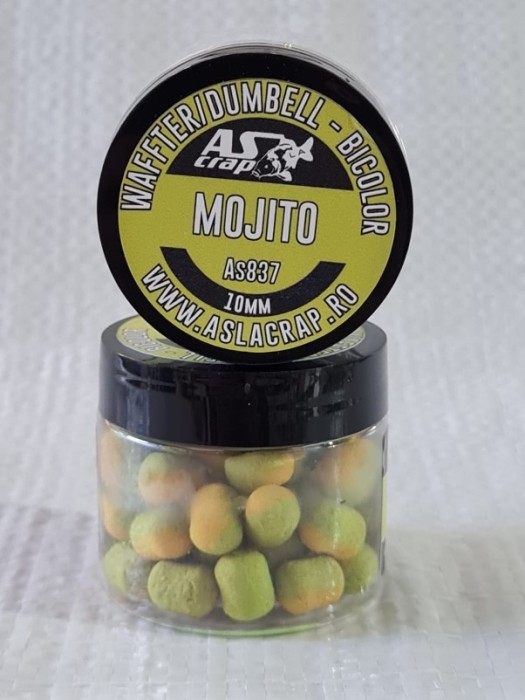 WAFFTER/DUMBELL - BICOLOR
AS
crap
MOJITO
AS837
10MM
WWW.ASLACRAP.RO